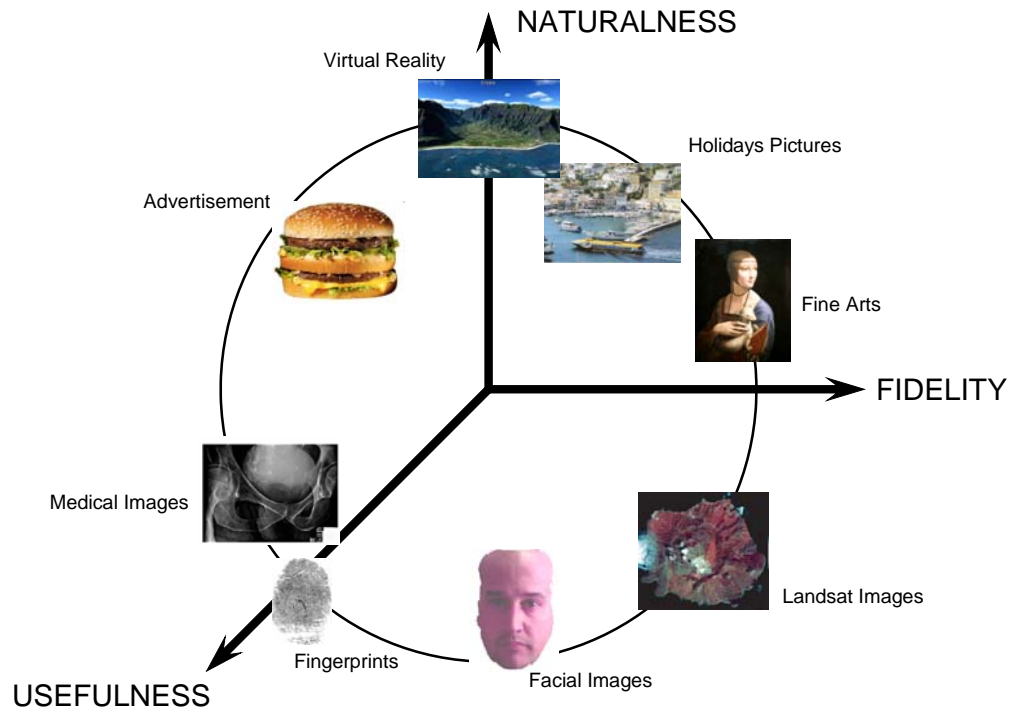 NATURALNESS
Virtual Reality
Holidays Pictures
Advertisement
Fine Arts
FIDELITY
Medical Images
Landsat Images
Fingerprints
Facial Images
USEFULNESS